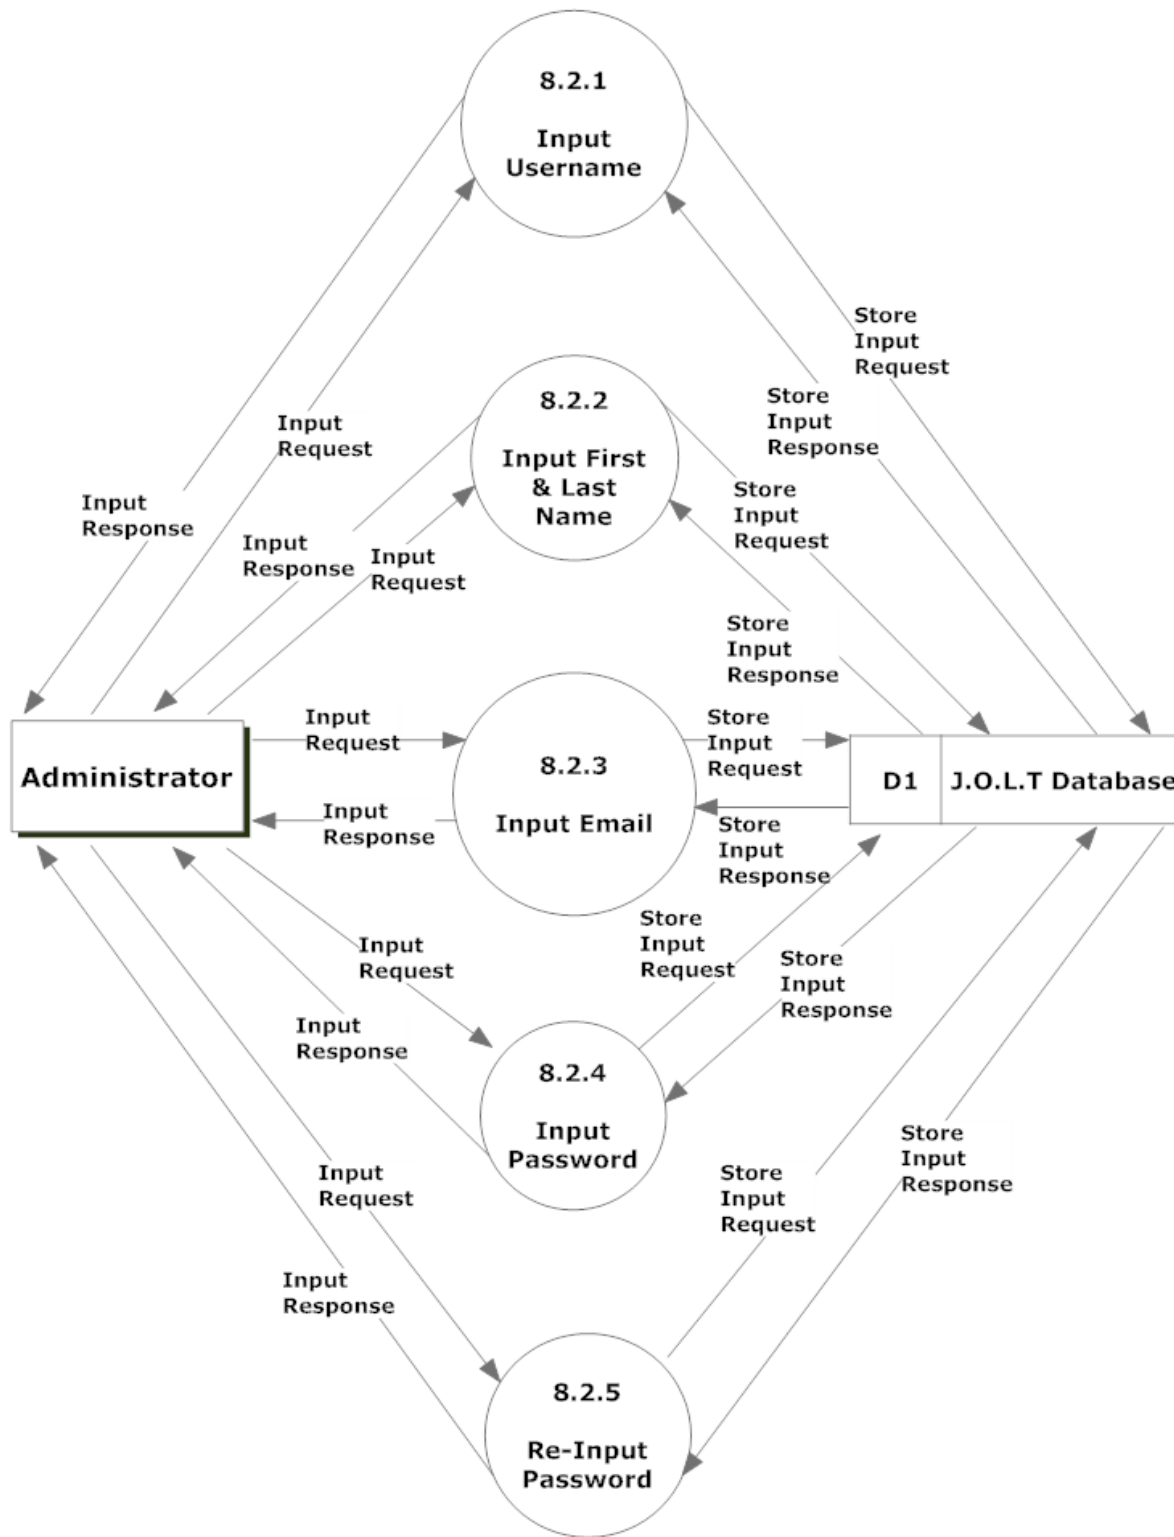 8.2.1
Input
Username
Store
Input
Request
Store
Input
Response
Input
Request
Input
Response
8.2.2
Input First
& Last
Name
Store
Input
Request
Input
Response
Input
Request
Store
Input
Response
Input
Request
Store
Input
Request
Administrator
8.2.3
Input Email
D1
J.O.L.T Database
Input
Response
Store
Input
Response
Store
Input
Request
Input
Request
Store
Input
Response
Input
Response
8.2.4
Input
Password
Store
Input
Response
Input
Request
Store
Input
Request
Input
Response
8.2.5
Re-Input
Password